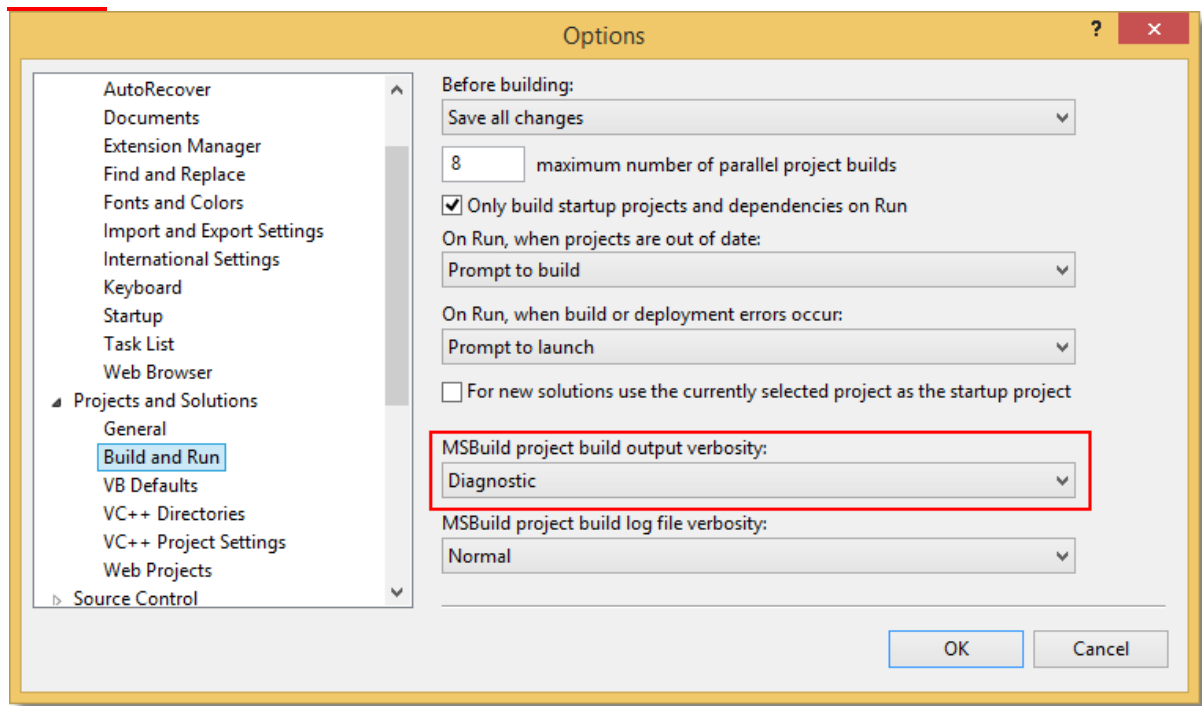 Options
?
AutoRecover
Documents
Extension Manager
Find and Replace
Fonts and Colors
Import and Export Settings
International Settings
Keyboard
Startup
Task List
Web Browser
Projects and Solutions
General
Build and Run
VB Defaults
VC++ Directories
VC++ Project Settings
Web Projects
Source Control
Before building:
Save all changes
8 maximum number of parallel project builds
Only build startup projects and dependencies on Run
On Run, when projects are out of date:
Prompt to build
On Run, when build or deployment errors occur:
Prompt to launch
For new solutions use the currently selected project as the startup project
MSBuild project build output verbosity:
Diagnostic
MSBuild project build log file verbosity:
Normal
OK
Cancel